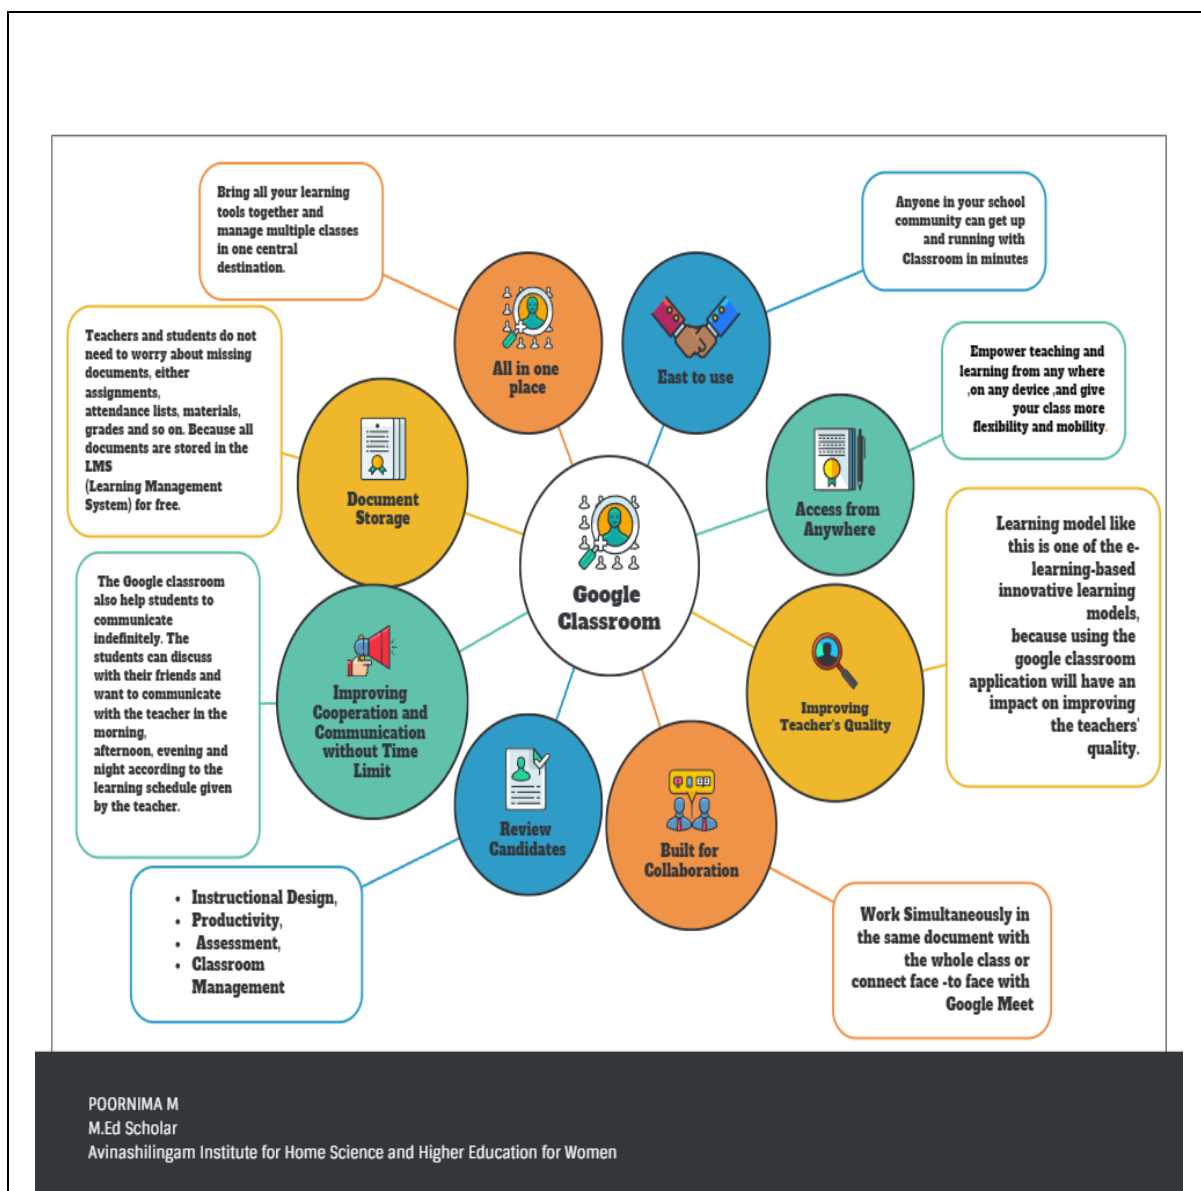 Bring all your learning
tools together and
manage multiple classes
in one central
destination.
Anyone in your school
community can get up
and running with
Classroom in minutes
All in one
place
East to use
Teachers and students do not
need to worry about missing
documents, either
assignments,
attendance lists, materials,
grades and so on. Because all
documents are stored in the
LMS
(Learning Management
System) for free.
Document
Storage
Empower teaching and
learning from any where
,on any device ,and give
your class more
flexibility and mobility.
Access from
Anywhere
Google
Classroom
The Google classroom
also help students to
communicate
indefinitely. The
students can discuss
with their friends and
want to communicate
with the teacher in the
morning,
afternoon, evening and
night according to the
learning schedule given
by the teacher.
Improving
Cooperation and
Communication
without Time
Limit
Learning model like
this is one of the e-
learning-based
innovative learning
models,
because using the
google classroom
application will have an
impact on improving
the teachers'
quality.
Improving
Teacher's Quality
Review
Candidates
Built for
Collaboration
• Instructional Design,
• Productivity,
• Assessment,
• Classroom
Management
Work Simultaneously in
the same document with
the whole class or
connect face -to face with
Google Meet
POORNIMA M
M.Ed Scholar
Avinashilingam Institute for Home Science and Higher Education for Women